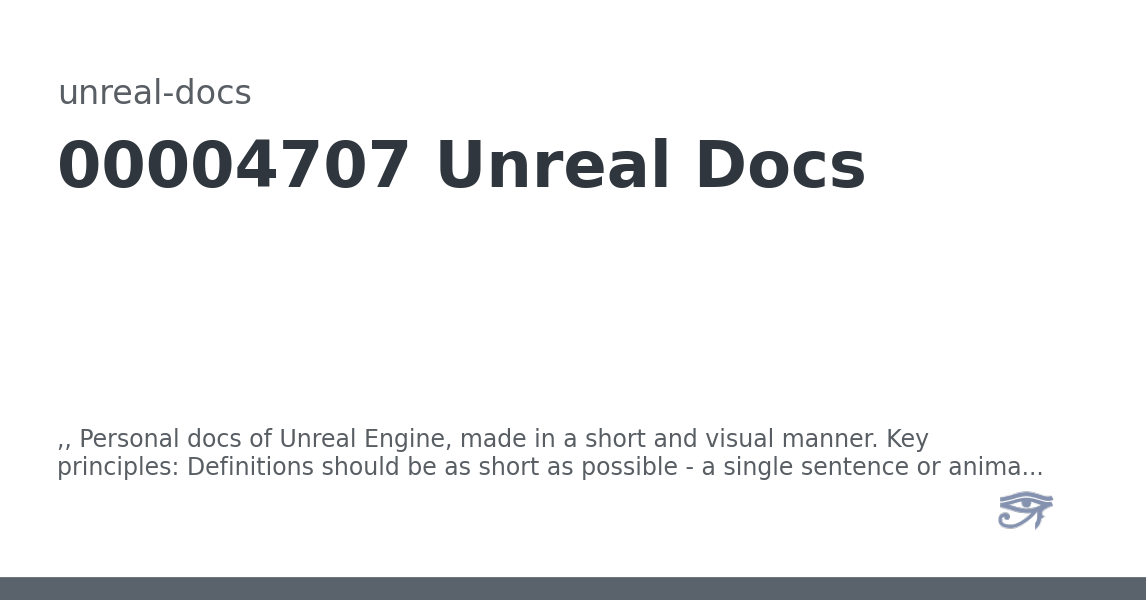 unreal-docs
00004707 Unreal Docs
,, Personal docs of Unreal Engine, made in a short and visual manner. Key
principles: Definitions should be as short as possible - a single sentence or anima...